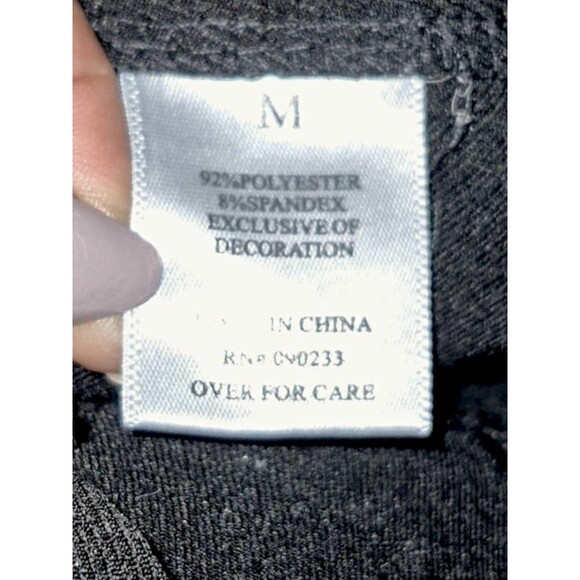 M
92%POLYESTER
8%SPANDEX
EXCLUSIVE OF
DECORATION
IN CHINA
RN# 090233
OVER FOR CARE